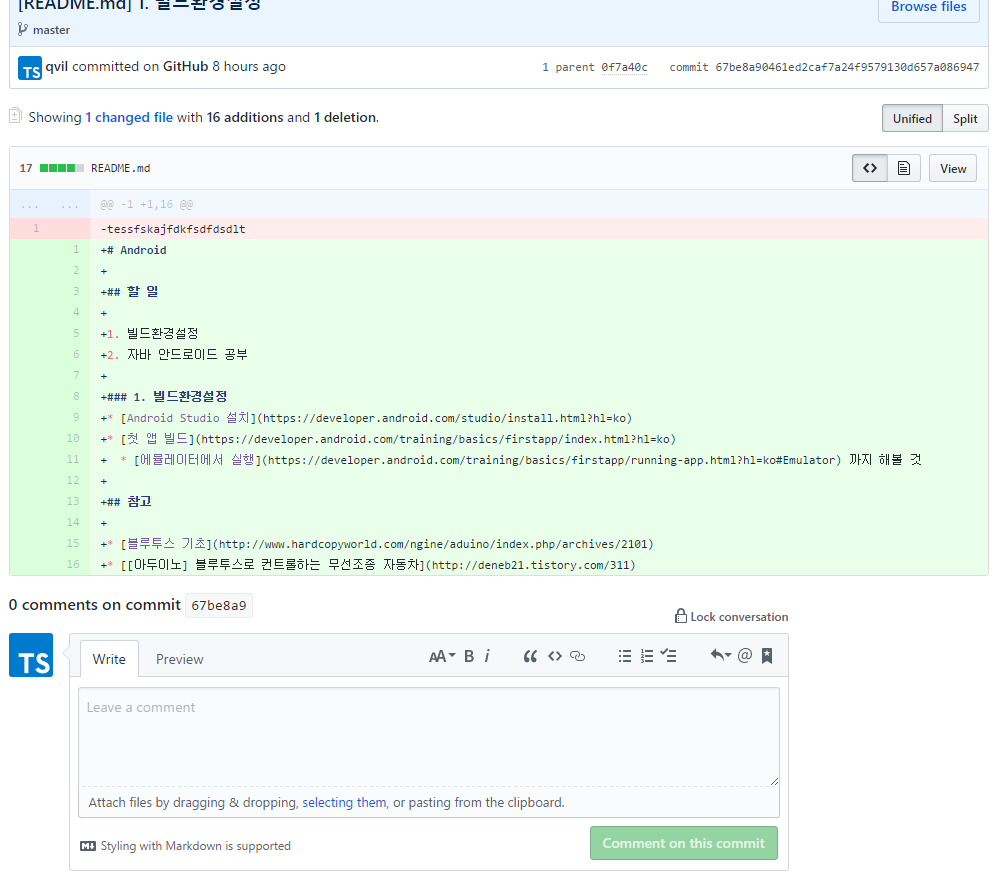 [README.md] 1. 빌드환경설정
Browse files
master
TS qvil committed on GitHub 8 hours ago 1 parent 0f7a40c commit 67be8a90461ed2caf7a24f9579130d657a086947
Showing 1 changed file with 16 additions and 1 deletion. Unified Split
17 README.md <> View
... ... @@ -1 +1,16 @@
1 -tessfskajfdkfsdfdsdlt
1 +# Android
2 +
3 +## 할 일
4 +
5 +1. 빌드환경설정
6 +2. 자바 안드로이드 공부
7 +
8 +### 1. 빌드환경설정
9 +* [Android Studio 설치](https://developer.android.com/studio/install.html?hl=ko)
10 +* [첫 앱 빌드](https://developer.android.com/training/basics/firstapp/index.html?hl=ko)
11 +  * [에뮬레이터에서 실행](https://developer.android.com/training/basics/firstapp/running-app.html?hl=ko#Emulator) 까지 해볼 것
12 +
13 +## 참고
14 +
15 +* [블루투스 기초](http://www.hardcopyworld.com/ngine/aduino/index.php/archives/2101)
16 +* [[아두이노] 블루투스로 컨트롤하는 무선조종 자동차](http://deneb21.tistory.com/311)
0 comments on commit 67be8a9
Lock conversation
TS
Write Preview AA B i “ <> @
Leave a comment
Attach files by dragging & dropping, selecting them, or pasting from the clipboard.
M Styling with Markdown is supported
Comment on this commit